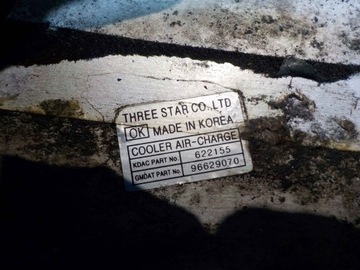 THREE STAR CO.,LTD
OK MADE IN KOREA
COOLER AIR-CHARGE
KDAC PART No. 622155
GMDAT PART No. 96629070